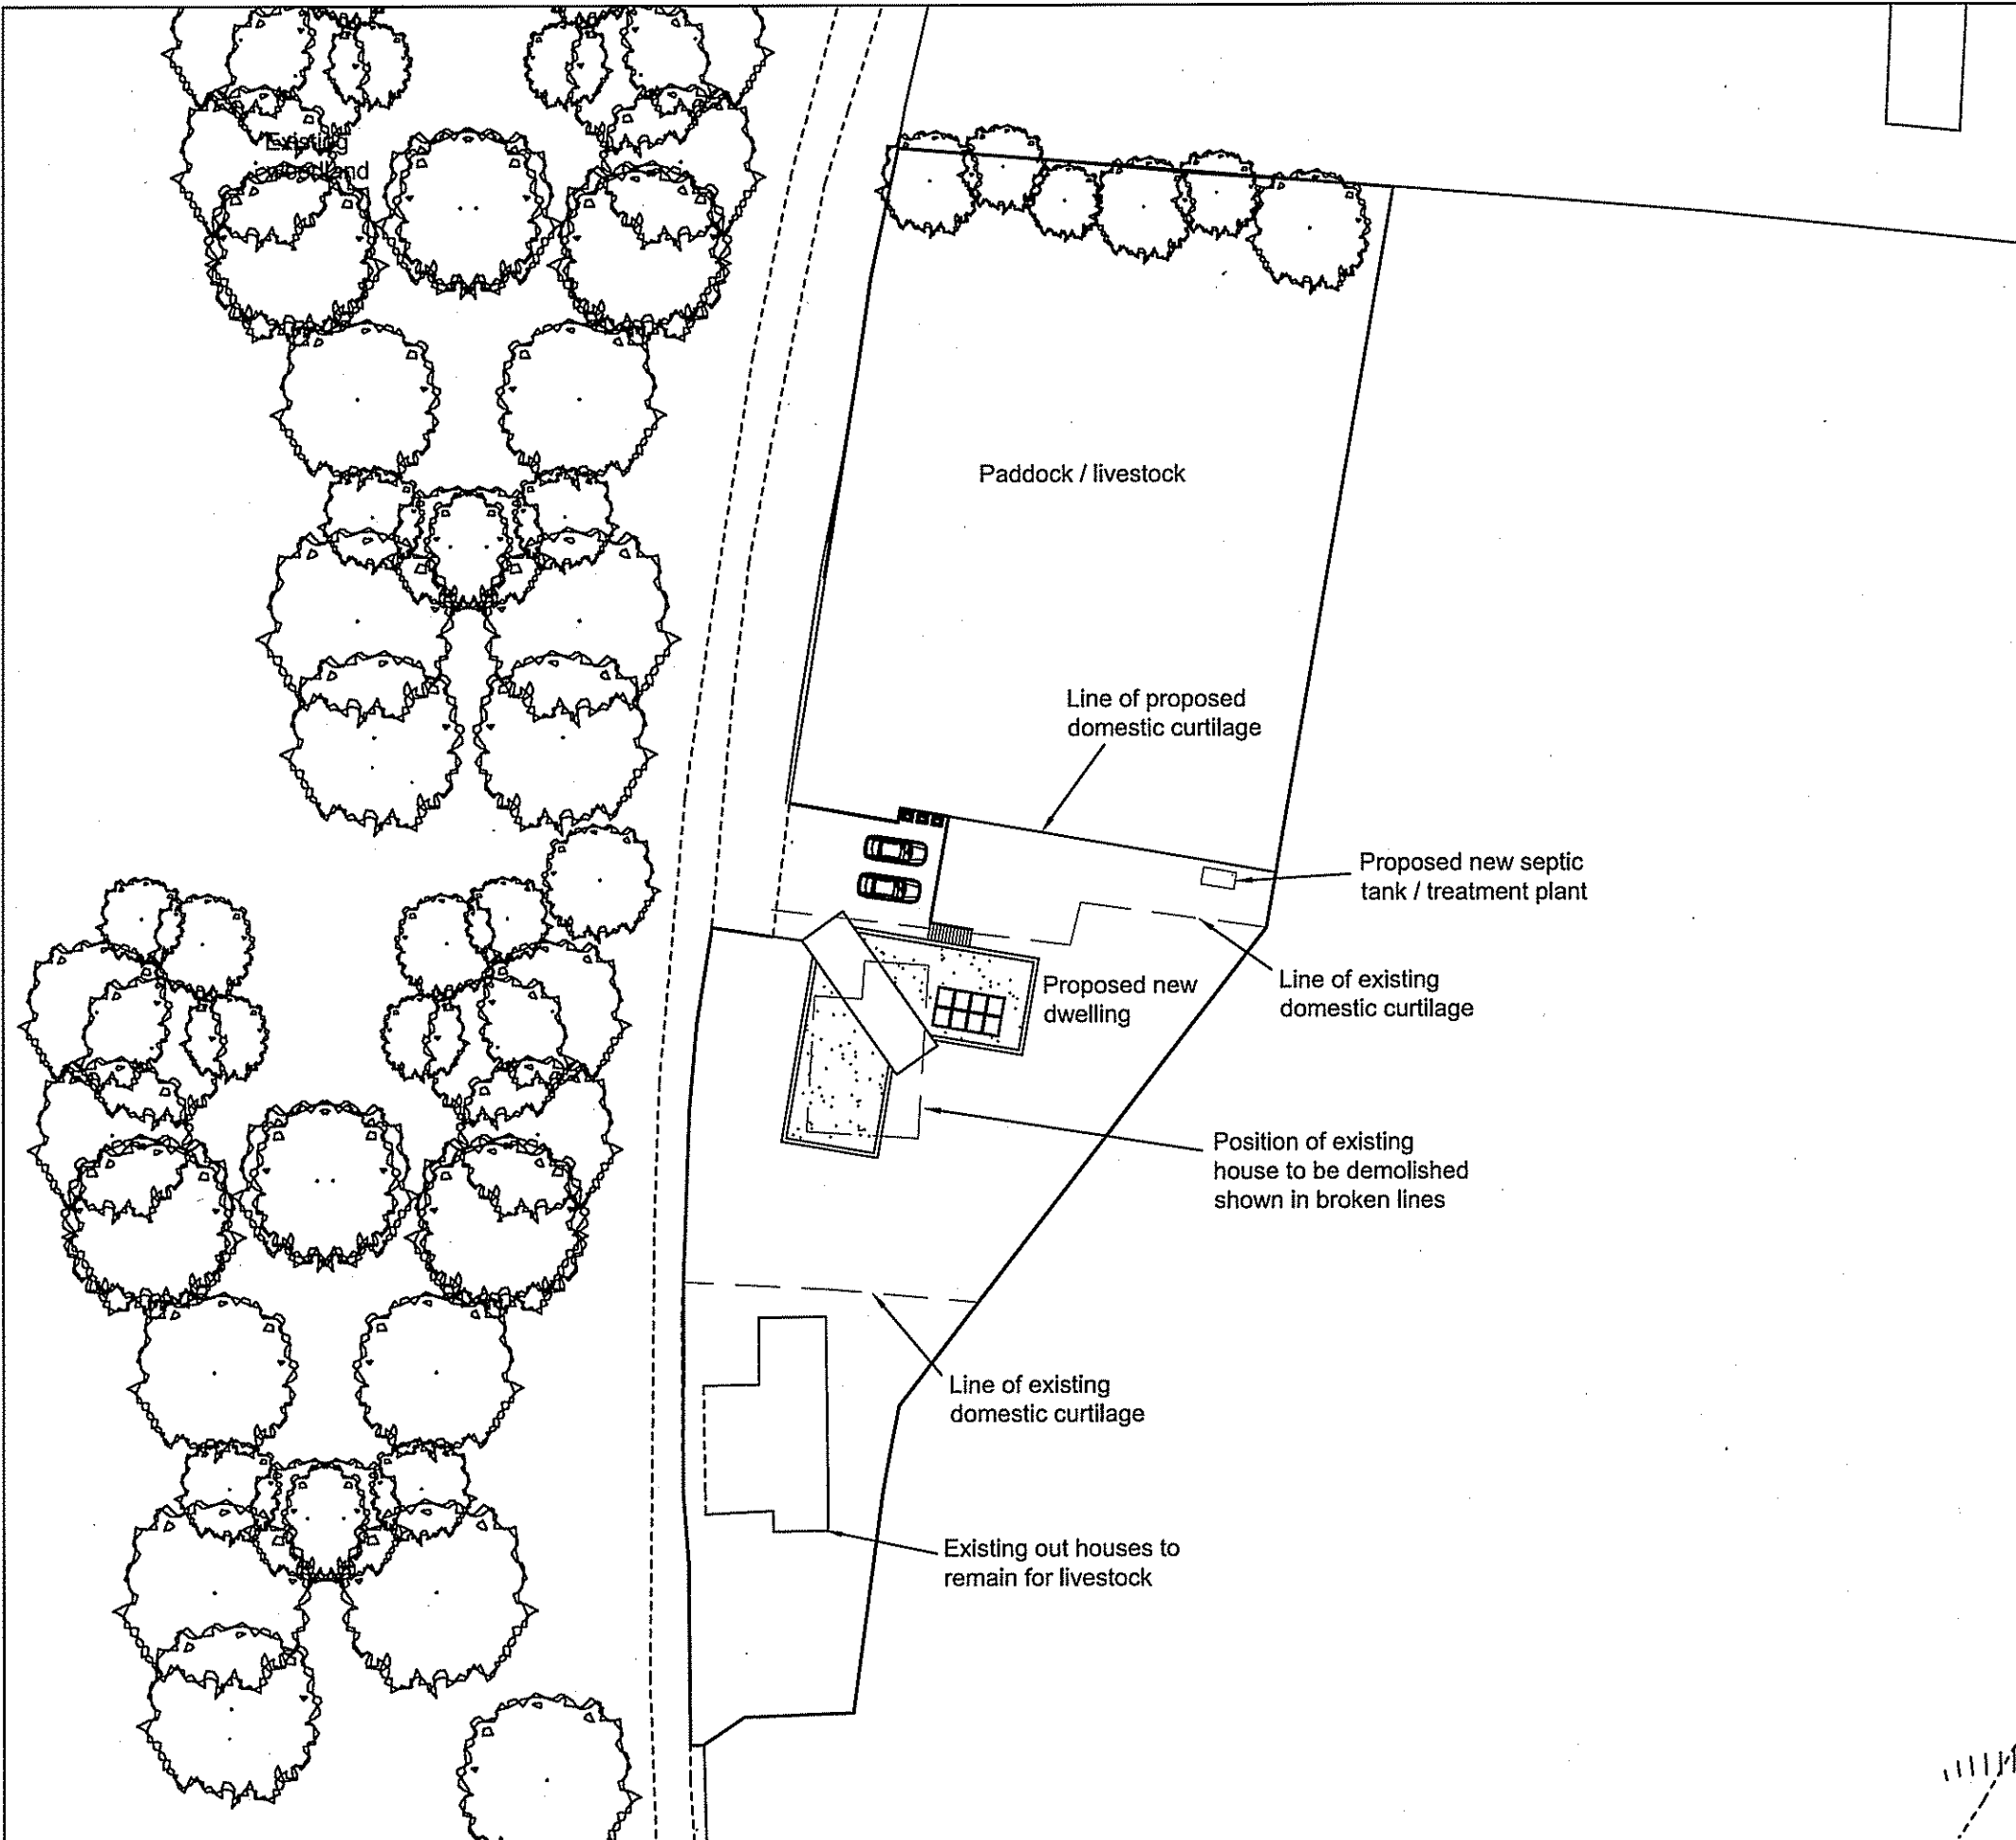 Existing
woodland
Paddock / livestock
Line of proposed
domestic curtilage
Proposed new septic
tank / treatment plant
Line of existing
domestic curtilage
Proposed new
dwelling
Position of existing
house to be demolished
shown in broken lines
Line of existing
domestic curtilage
Existing out houses to
remain for livestock